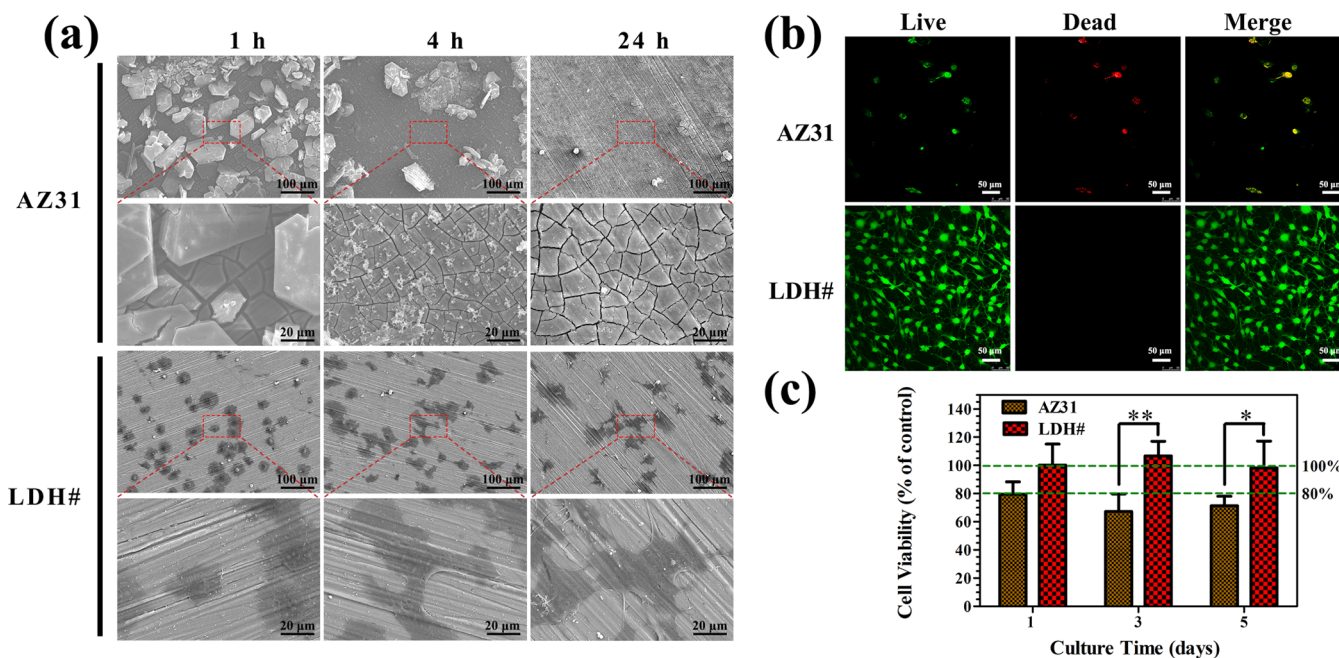 (a)
1 h 4 h 24 h
AZ31
100 µm 100 µm 100 µm
20 µm 20 µm 20 µm
LDH#
100 µm 100 µm 100 µm
20 µm 20 µm 20 µm
(b)
Live Dead Merge
AZ31
50 µm 50 µm 50 µm
LDH#
50 µm 50 µm 50 µm
(c)
Cell Viability (% of control)
140
120
100
80
60
40
20
0
AZ31
LDH#
** *
100%
80%
1 3 5
Culture Time (days)